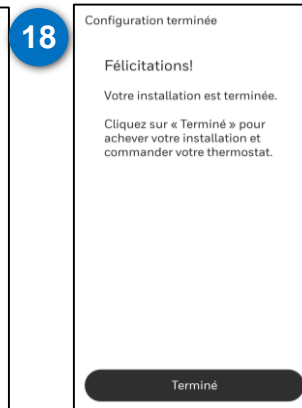 18
Configuration terminée
Félicitations!
Votre installation est terminée.
Cliquez sur « Terminé » pour
achever votre installation et
commander votre thermostat.
Terminé